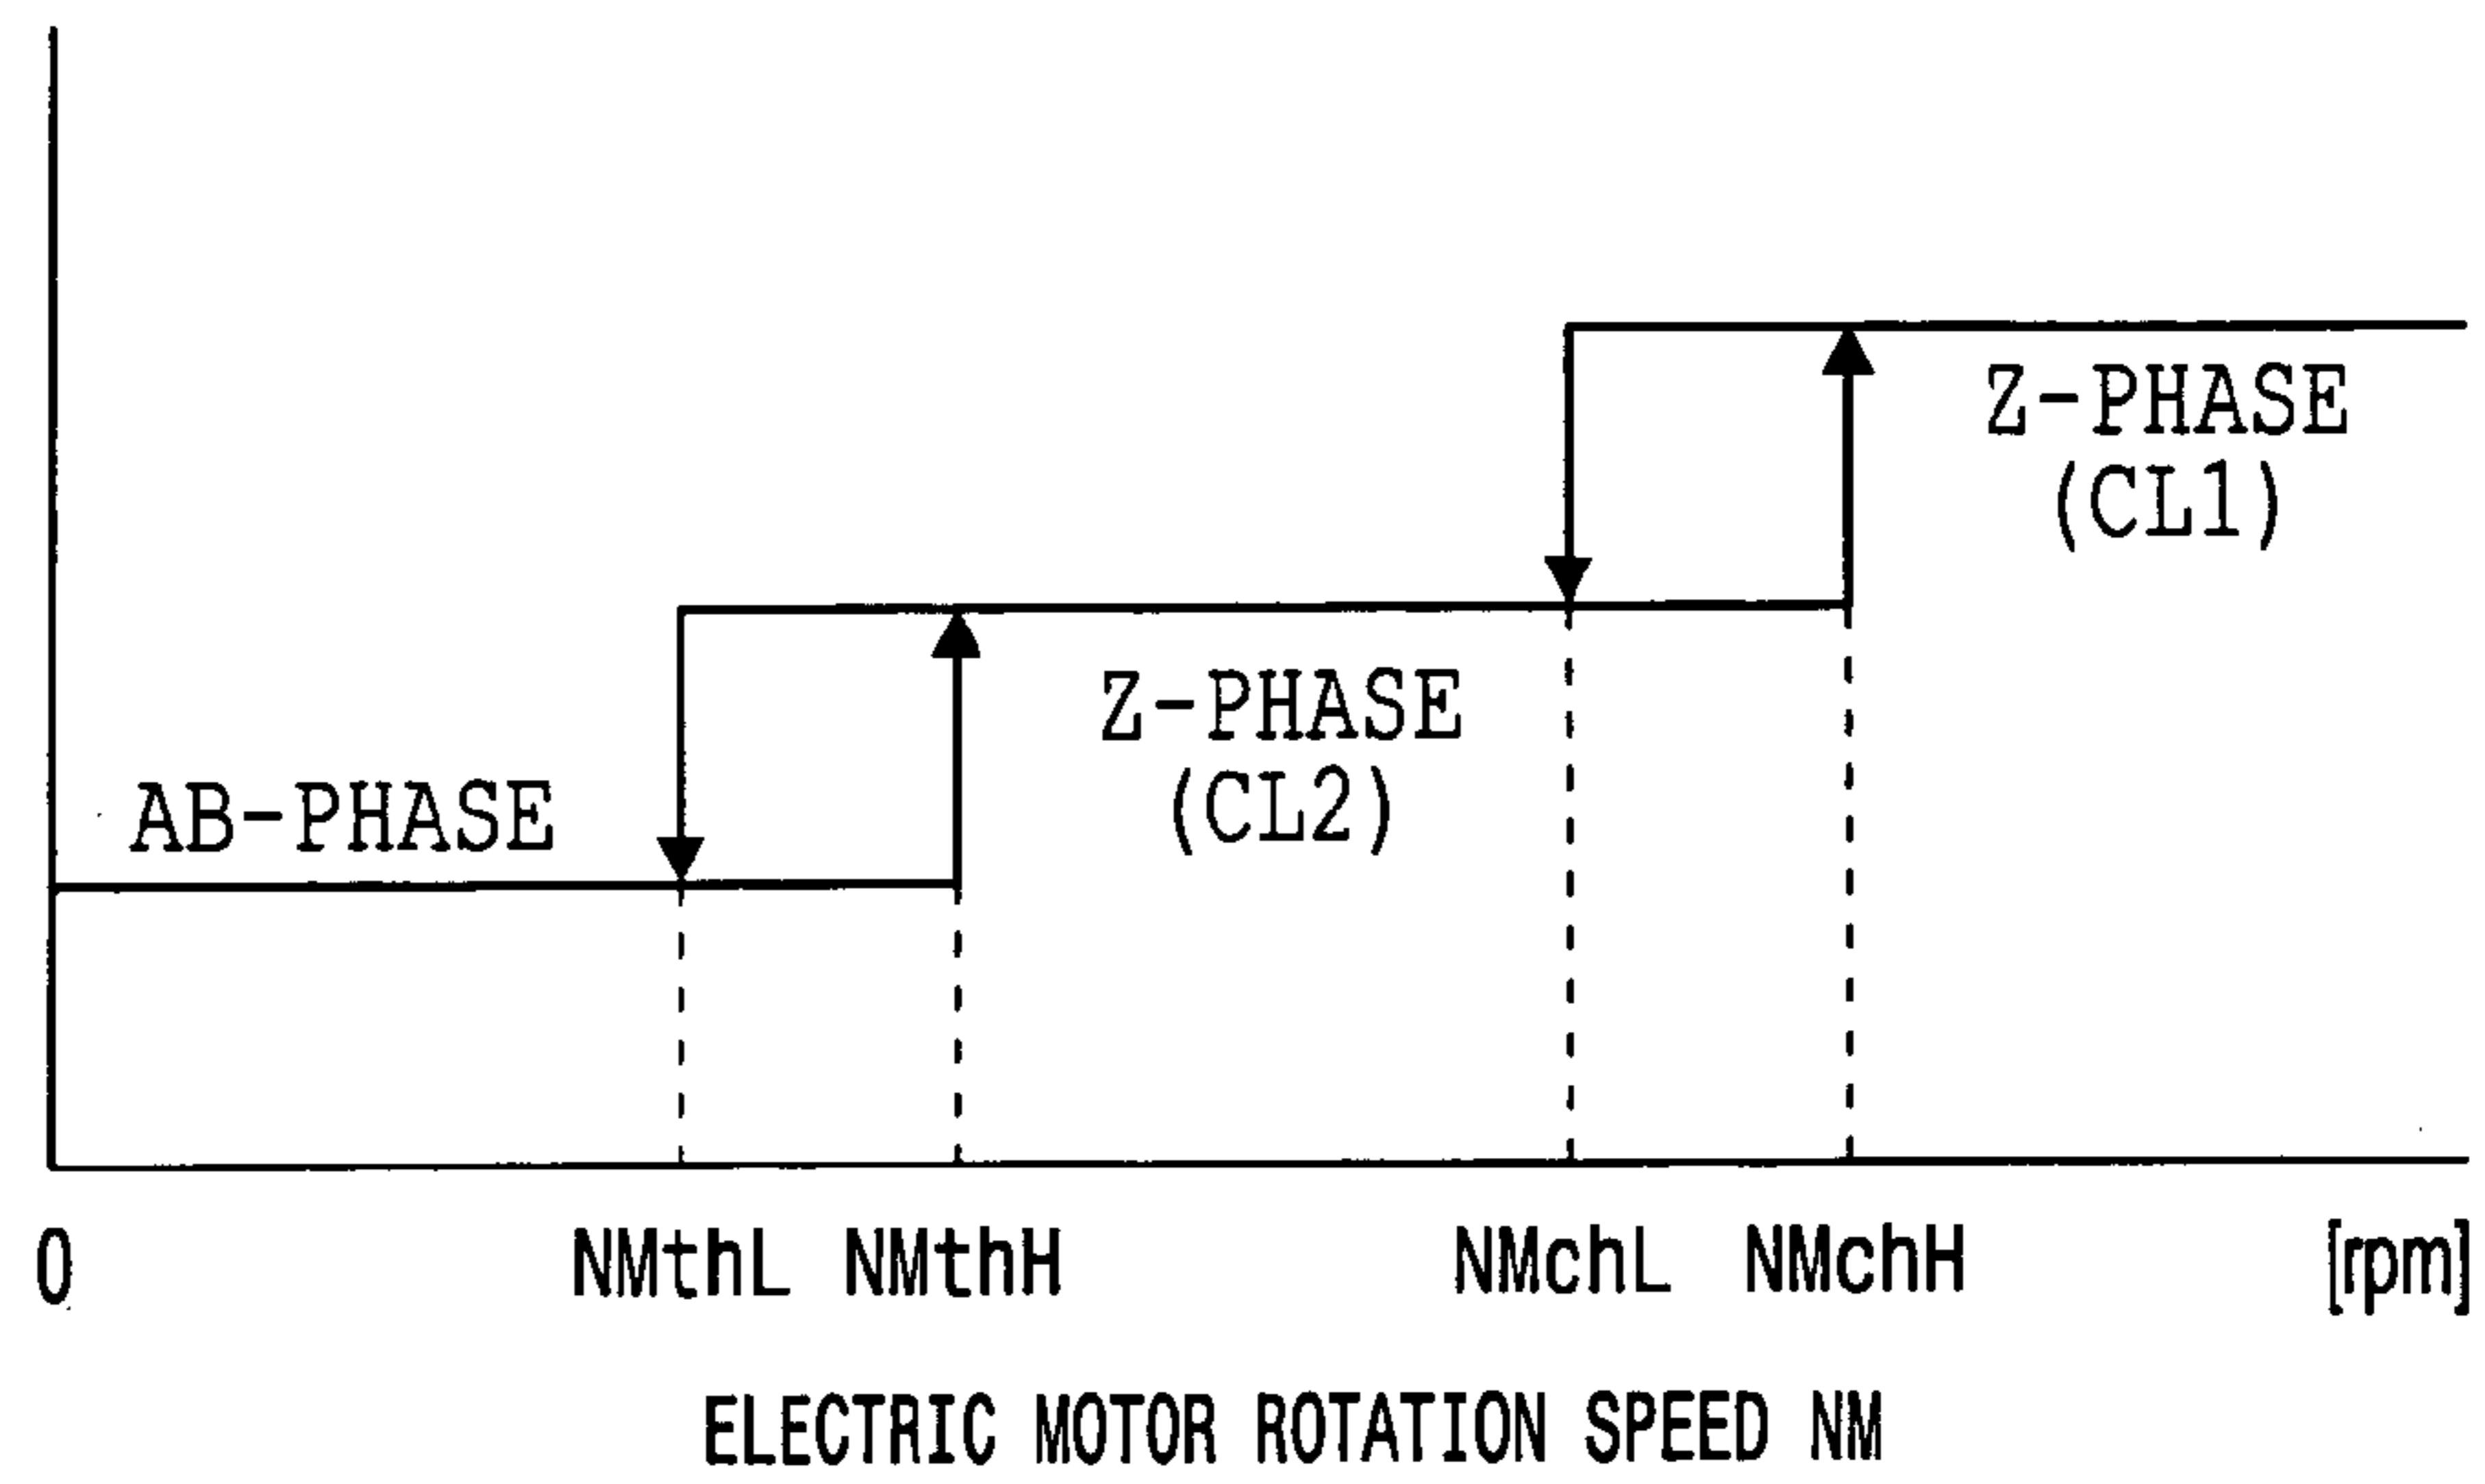 Z-PHASE
(CL1)
Z-PHASE
(CL2)
AB-PHASE
0 NMthL NMthH NMchL NMchH [rpm]
ELECTRIC MOTOR ROTATION SPEED NM